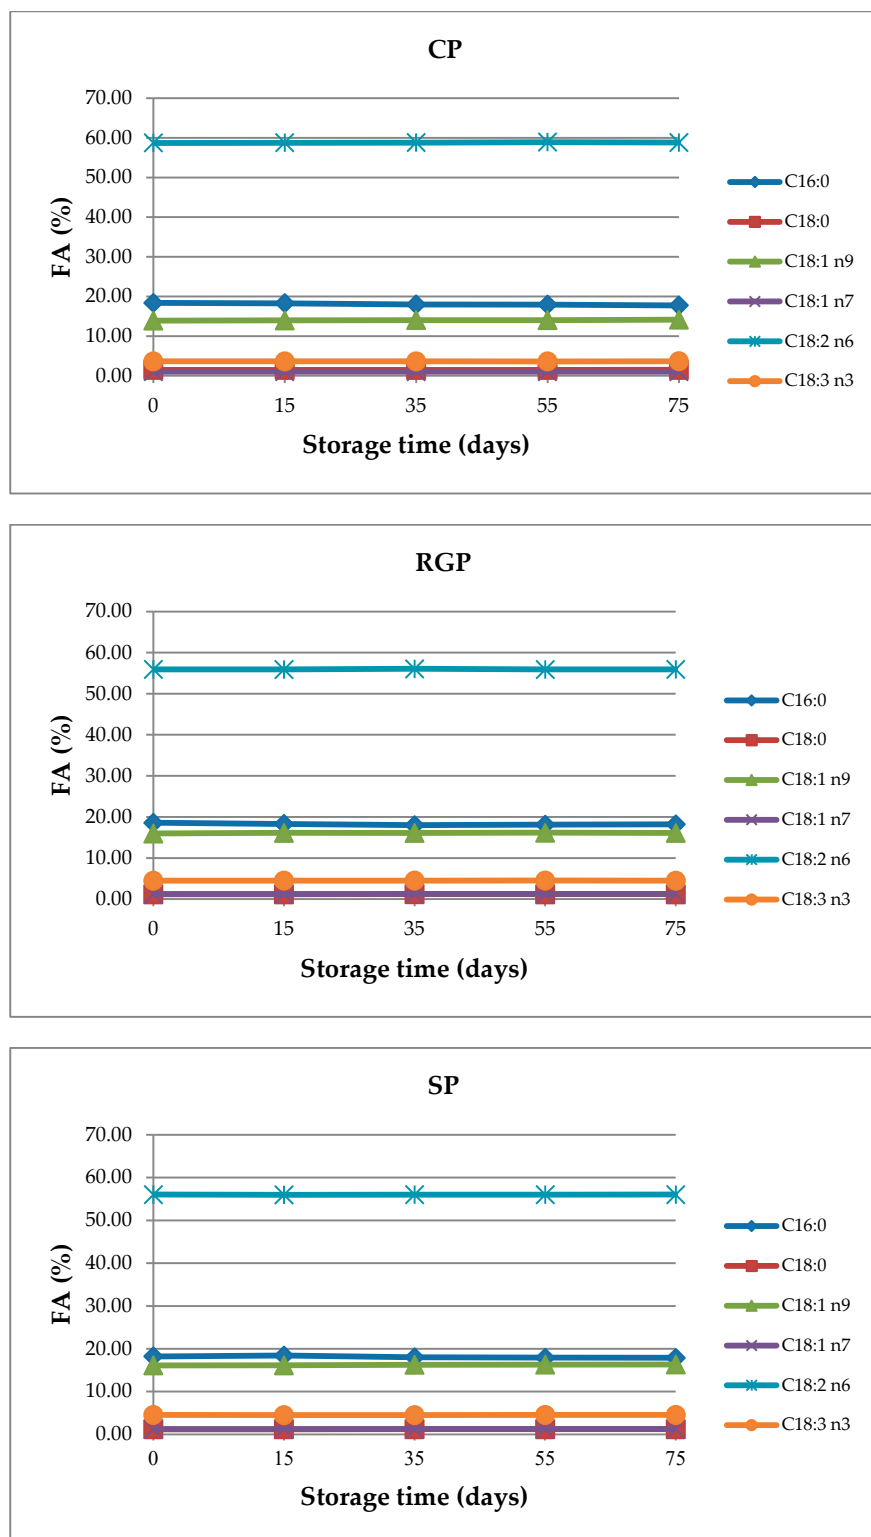 CP
70.00
60.00
50.00
40.00
30.00
20.00
10.00
0.00
FA (%)
0 15 35 55 75
Storage time (days)
C16:0
C18:0
C18:1 n9
C18:1 n7
C18:2 n6
C18:3 n3
RGP
70.00
60.00
50.00
40.00
30.00
20.00
10.00
0.00
FA (%)
0 15 35 55 75
Storage time (days)
C16:0
C18:0
C18:1 n9
C18:1 n7
C18:2 n6
C18:3 n3
SP
70.00
60.00
50.00
40.00
30.00
20.00
10.00
0.00
FA (%)
0 15 35 55 75
Storage time (days)
C16:0
C18:0
C18:1 n9
C18:1 n7
C18:2 n6
C18:3 n3